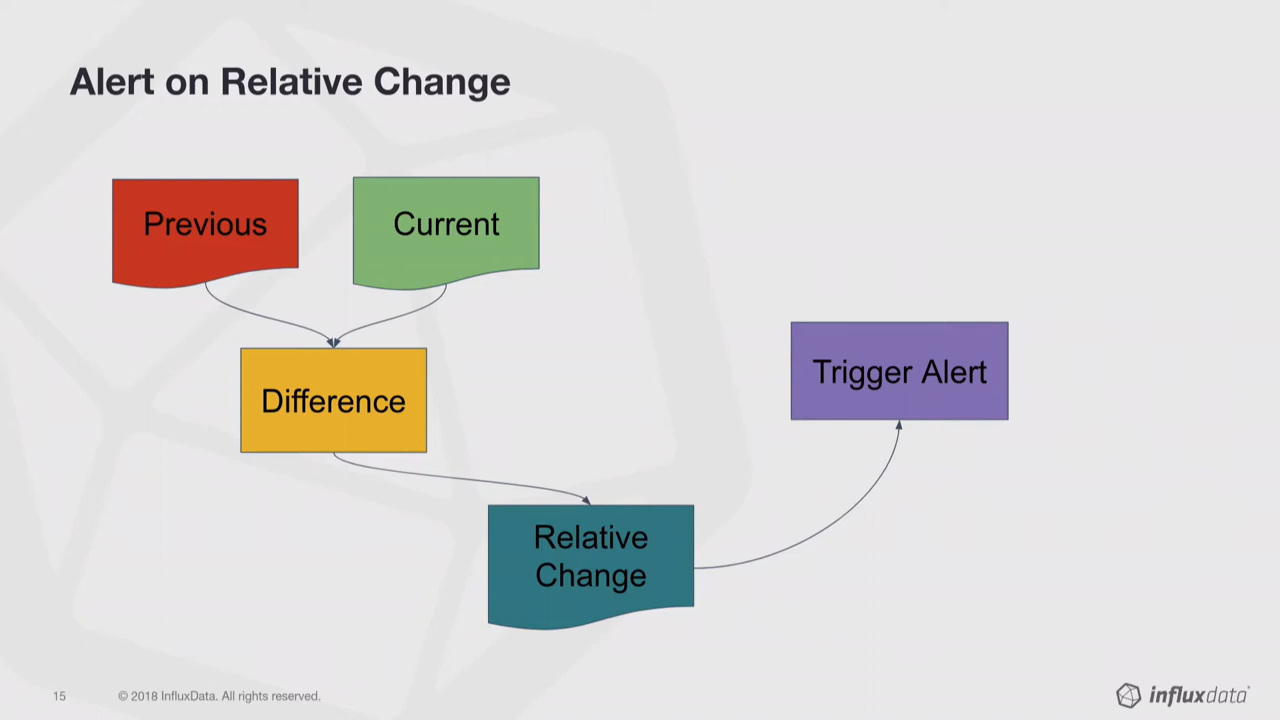 Alert on Relative Change
Previous
Current
Difference
Trigger Alert
Relative
Change
15
© 2018 InfluxData. All rights reserved.
influxdata